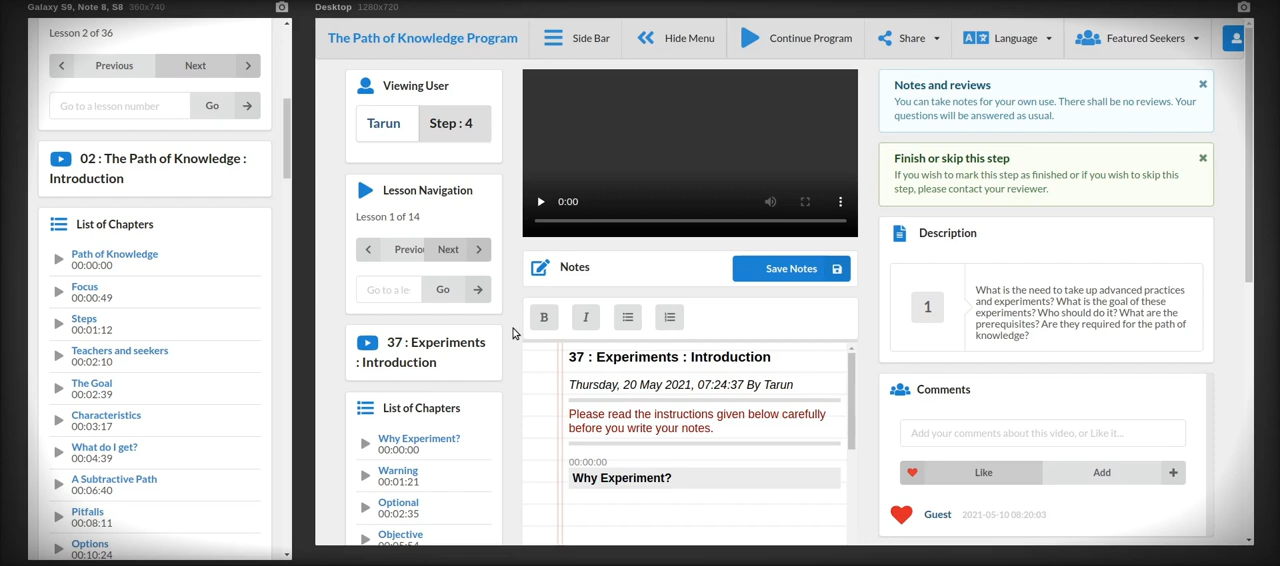 Galaxy S9, Note 8, S8 360x740
Lesson 2 of 36
Previous Next
Go to a lesson number Go
02 : The Path of Knowledge :
Introduction
List of Chapters
Path of Knowledge
00:00:00
Focus
00:00:49
Steps
00:01:12
Teachers and seekers
00:02:10
The Goal
00:02:39
Characteristics
00:03:17
What do I get?
00:04:39
A Subtractive Path
00:06:40
Pitfalls
00:08:11
Options
00:10:24
Desktop 1280x720
The Path of Knowledge Program Side Bar Hide Menu Continue Program Share Language Featured Seekers
Viewing User
Tarun Step : 4
Lesson Navigation
Lesson 1 of 14
Previou Next
Go to a le Go
37 : Experiments
: Introduction
List of Chapters
Why Experiment?
00:00:00
Warning
00:01:21
Optional
00:02:35
Objective
0:00
Notes Save Notes
B I
37 : Experiments : Introduction
Thursday, 20 May 2021, 07:24:37 By Tarun
Please read the instructions given below carefully
before you write your notes.
00:00:00
Why Experiment?
Notes and reviews
You can take notes for your own use. There shall be no reviews. Your
questions will be answered as usual.
Finish or skip this step
If you wish to mark this step as finished or if you wish to skip this
step, please contact your reviewer.
Description
1
What is the need to take up advanced practices
and experiments? What is the goal of these
experiments? Who should do it? What are the
prerequisites? Are they required for the path of
knowledge?
Comments
Add your comments about this video, or Like it...
Like Add
Guest 2021-05-10 08:20:03